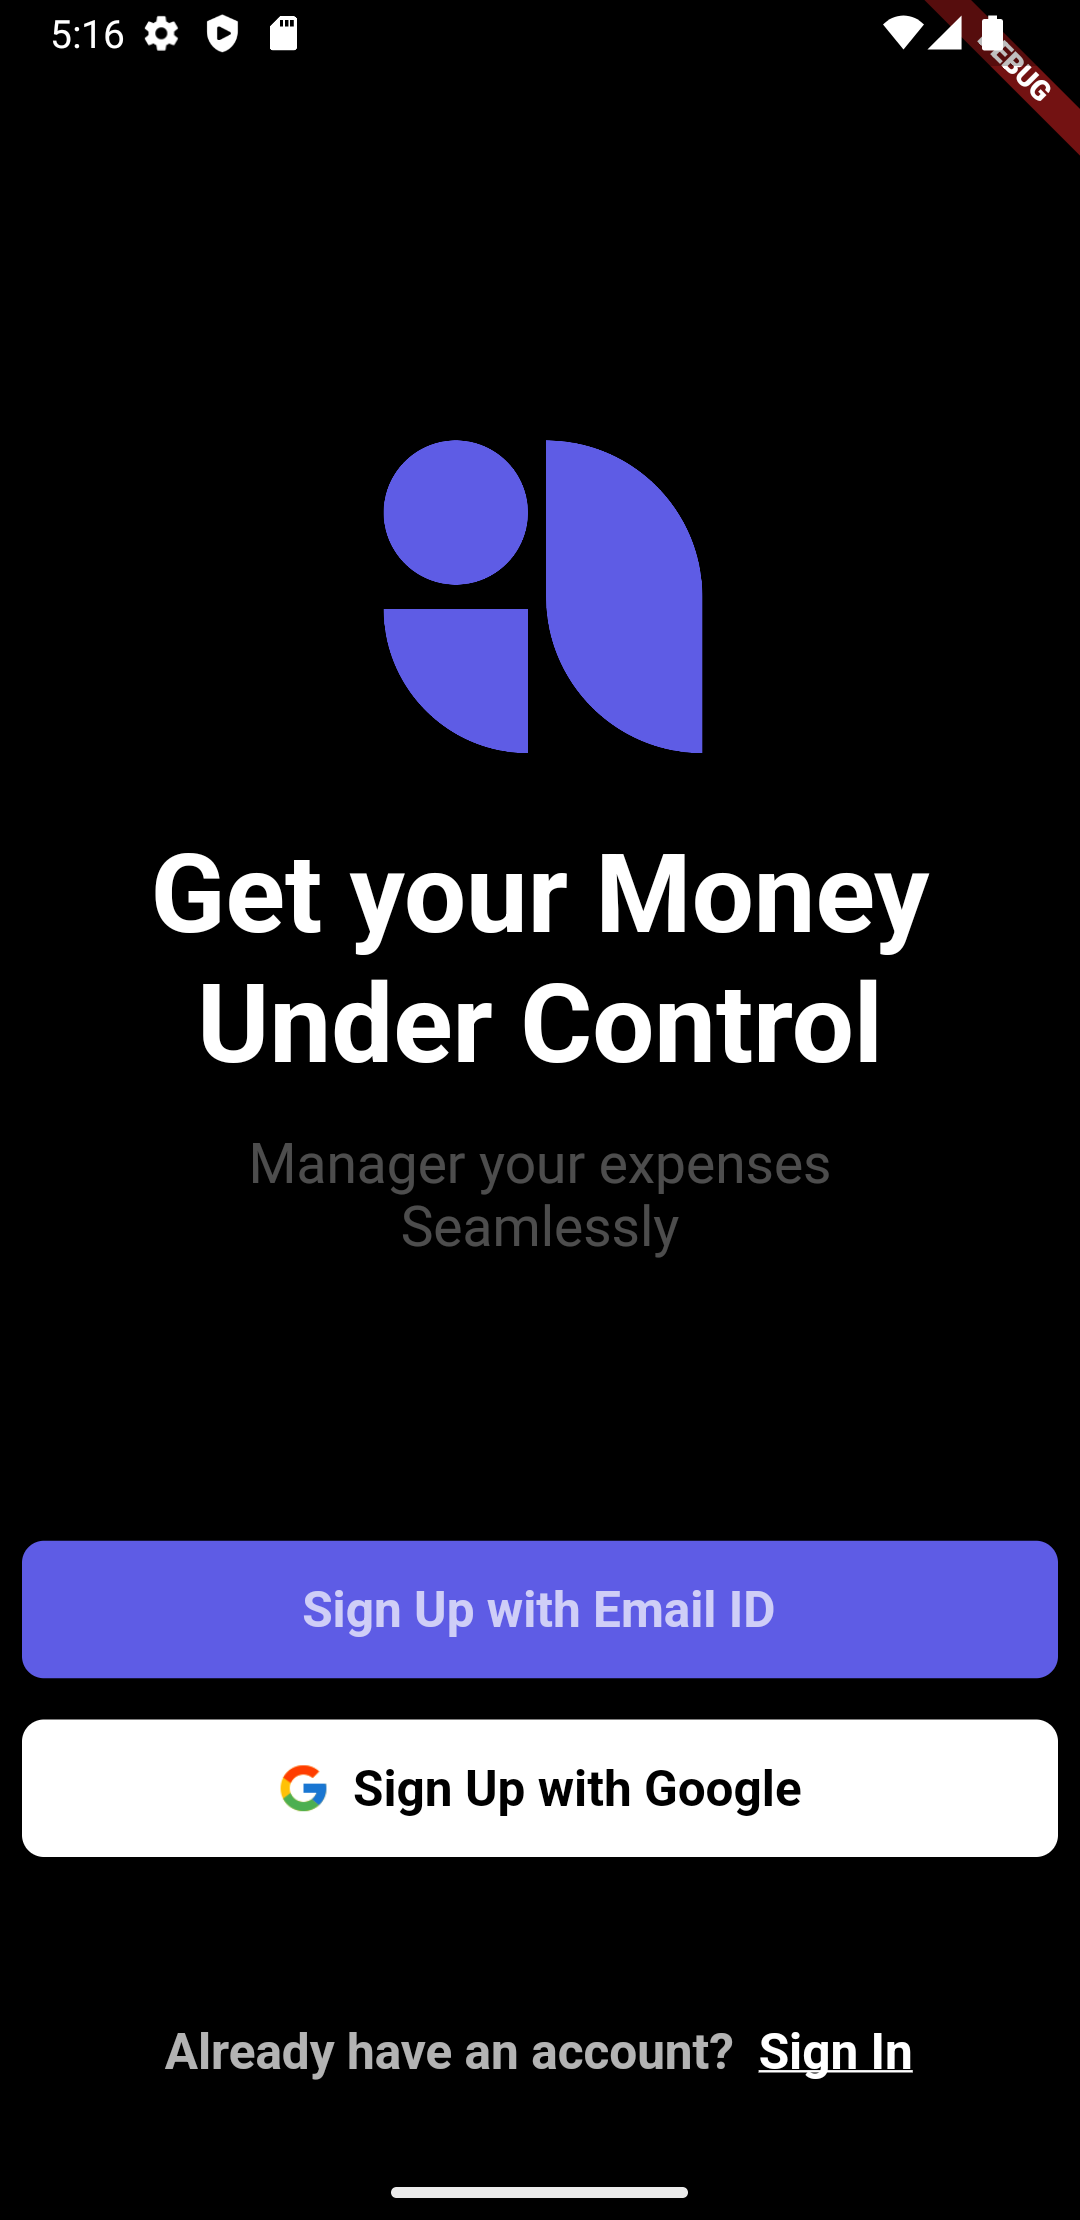 5:16
DEBUG
Get your Money
Under Control
Manager your expenses
Seamlessly
Sign Up with Email ID
Sign Up with Google
Already have an account? Sign In